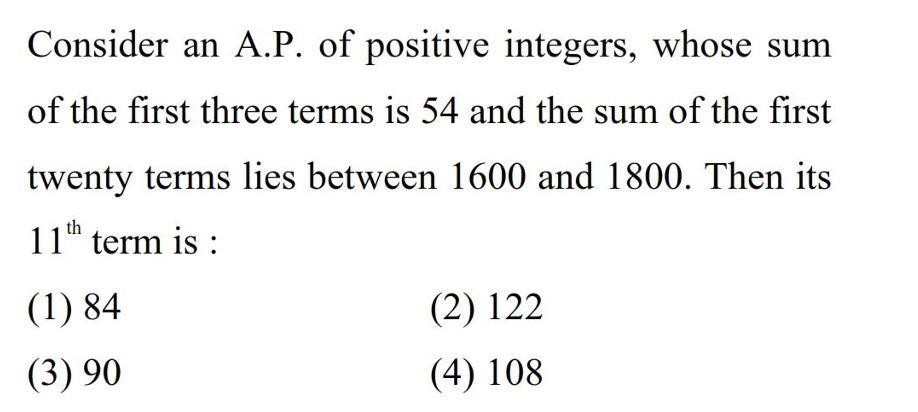 Consider an A.P. of positive integers, whose sum
of the first three terms is 54 and the sum of the first
twenty terms lies between 1600 and 1800. Then its
11th term is :
(1) 84 (2) 122
(3) 90 (4) 108